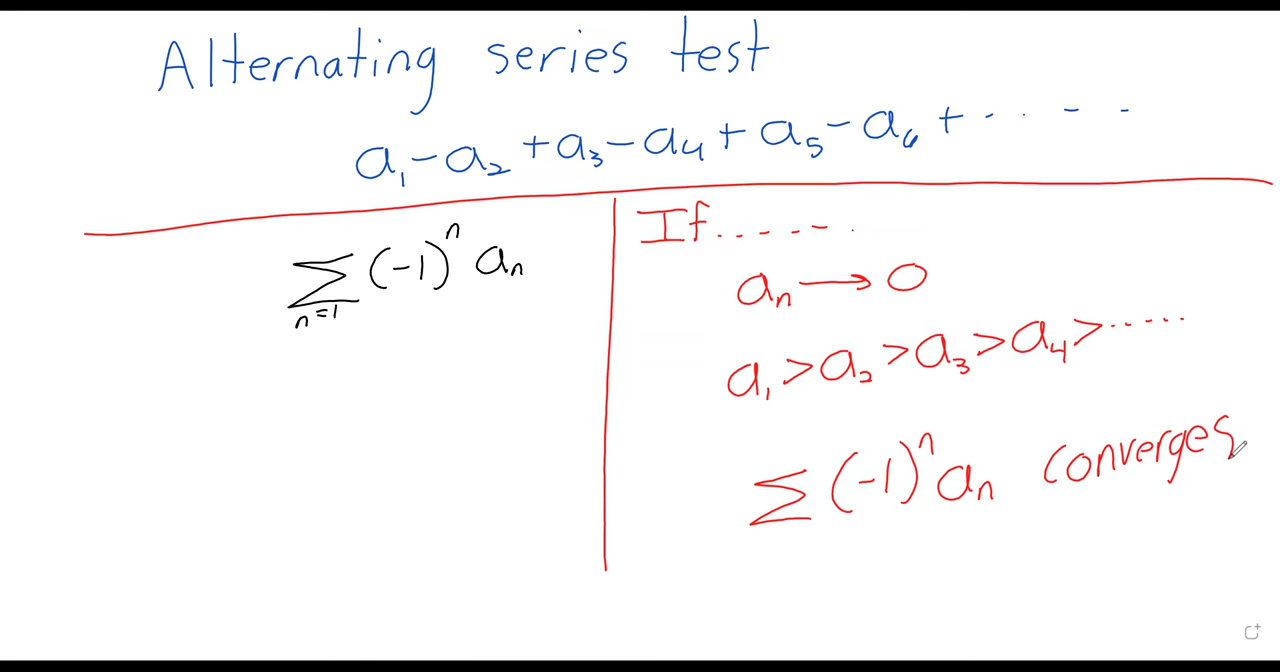 Alternating series test
a₁ - a₂ + a₃ - a₄ + a₅ - a₆ + - . - -
∑ (-1)ⁿ aₙ
n=1
If . - - - - .
aₙ ⟶ 0
a₁ > a₂ > a₃ > a₄ > ......
∑ (-1)ⁿ aₙ converges